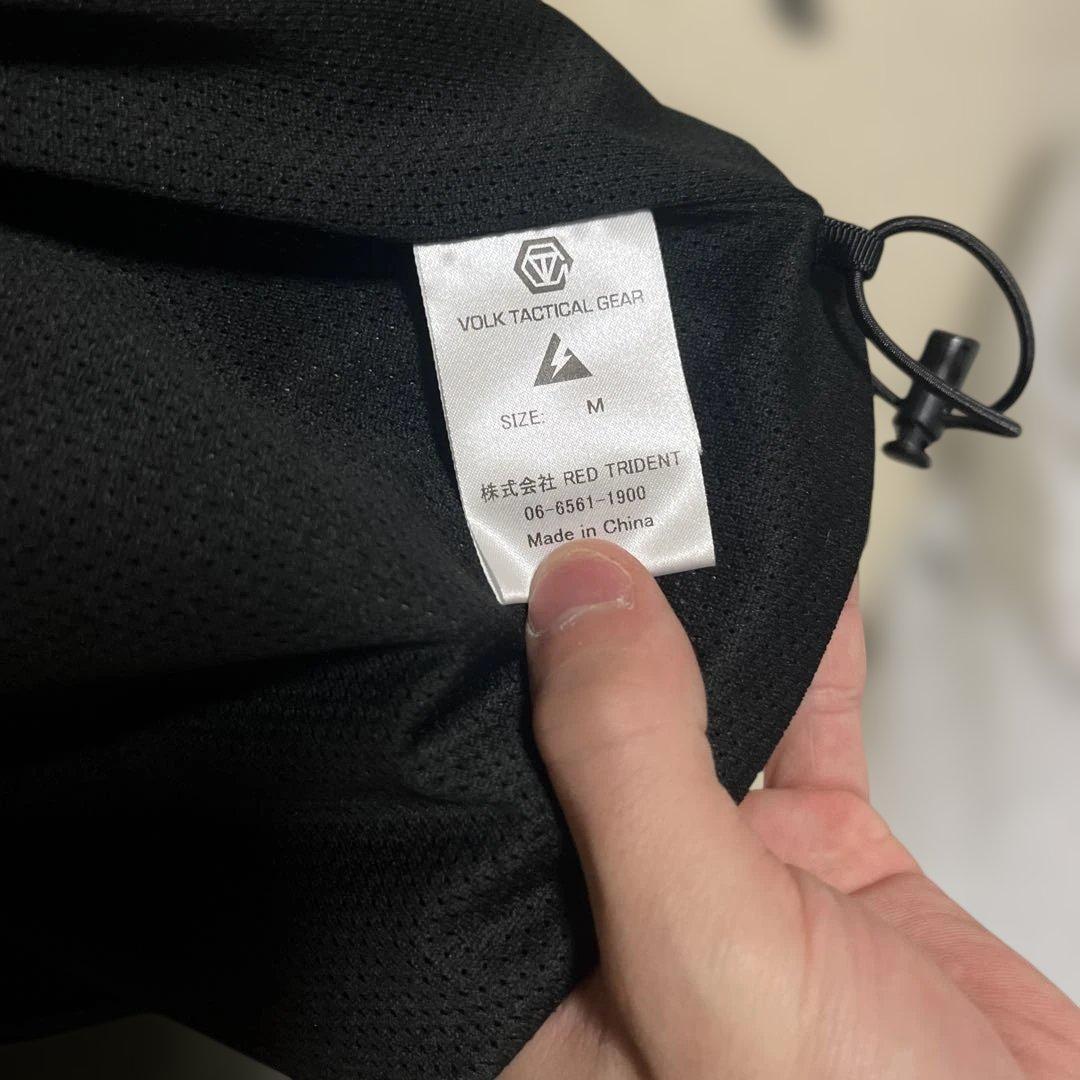 VOLK TACTICAL GEAR
SIZE: M
株式会社 RED TRIDENT
06-6561-1900
Made in China